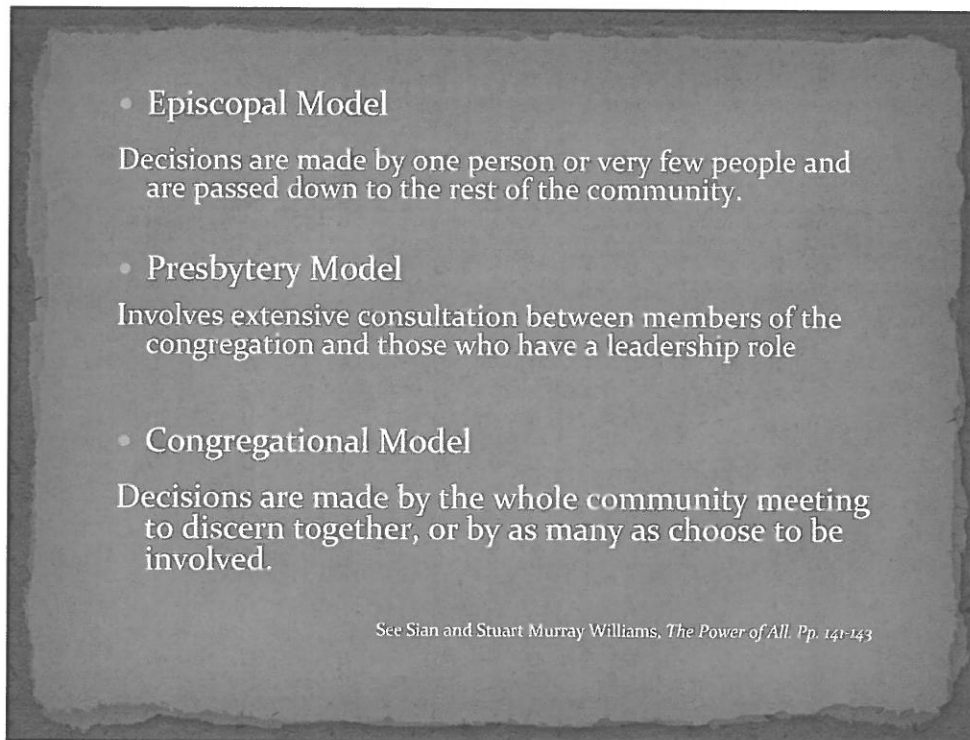 • Episcopal Model
Decisions are made by one person or very few people and
are passed down to the rest of the community.
• Presbytery Model
Involves extensive consultation between members of the
congregation and those who have a leadership role
• Congregational Model
Decisions are made by the whole community meeting
to discern together, or by as many as choose to be
involved.
See Sian and Stuart Murray Williams, The Power of All. Pp. 141-143